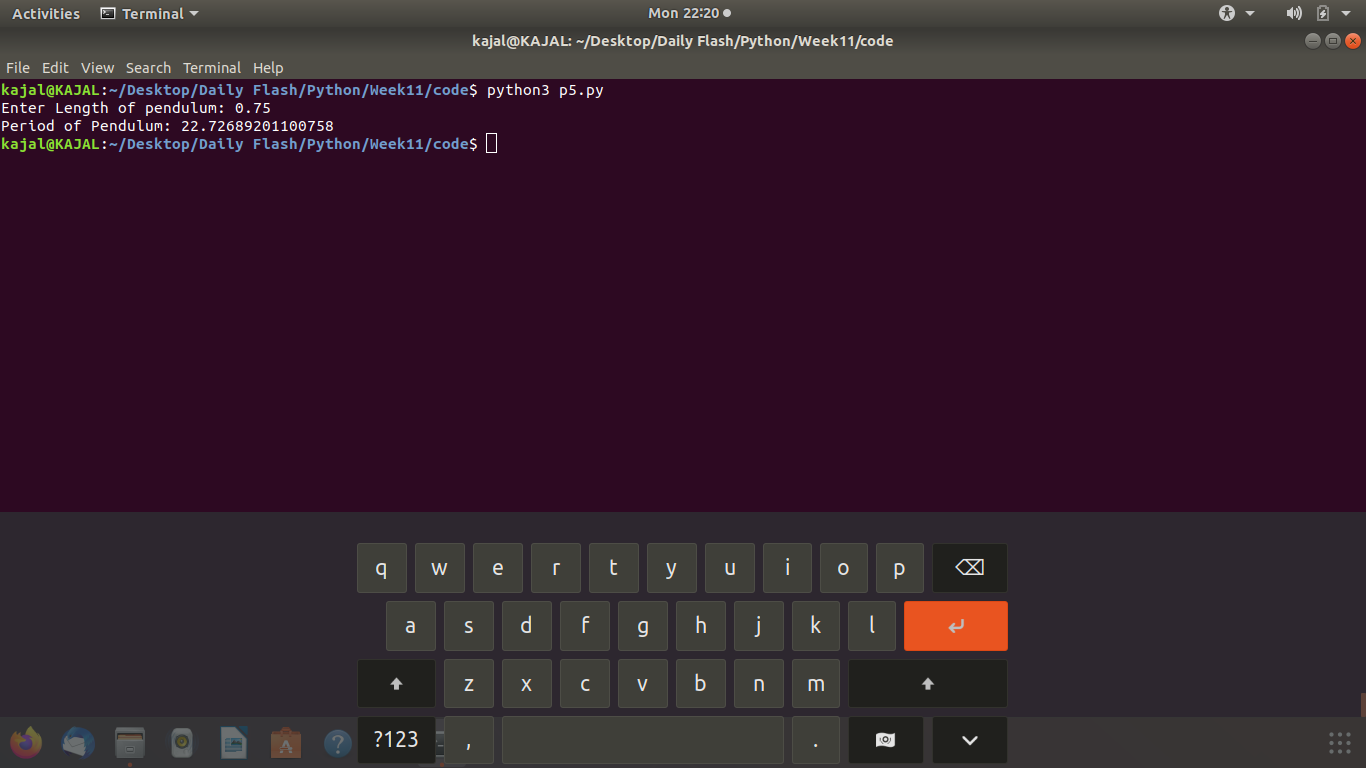 Activities Terminal Mon 22:20
kajal@KAJAL: ~/Desktop/Daily Flash/Python/Week11/code
File Edit View Search Terminal Help
kajal@KAJAL:~/Desktop/Daily Flash/Python/Week11/code$ python3 p5.py
Enter Length of pendulum: 0.75
Period of Pendulum: 22.72689201100758
kajal@KAJAL:~/Desktop/Daily Flash/Python/Week11/code$
q w e r t y u i o p
a s d f g h j k l
z x c v b n m
?123 , .